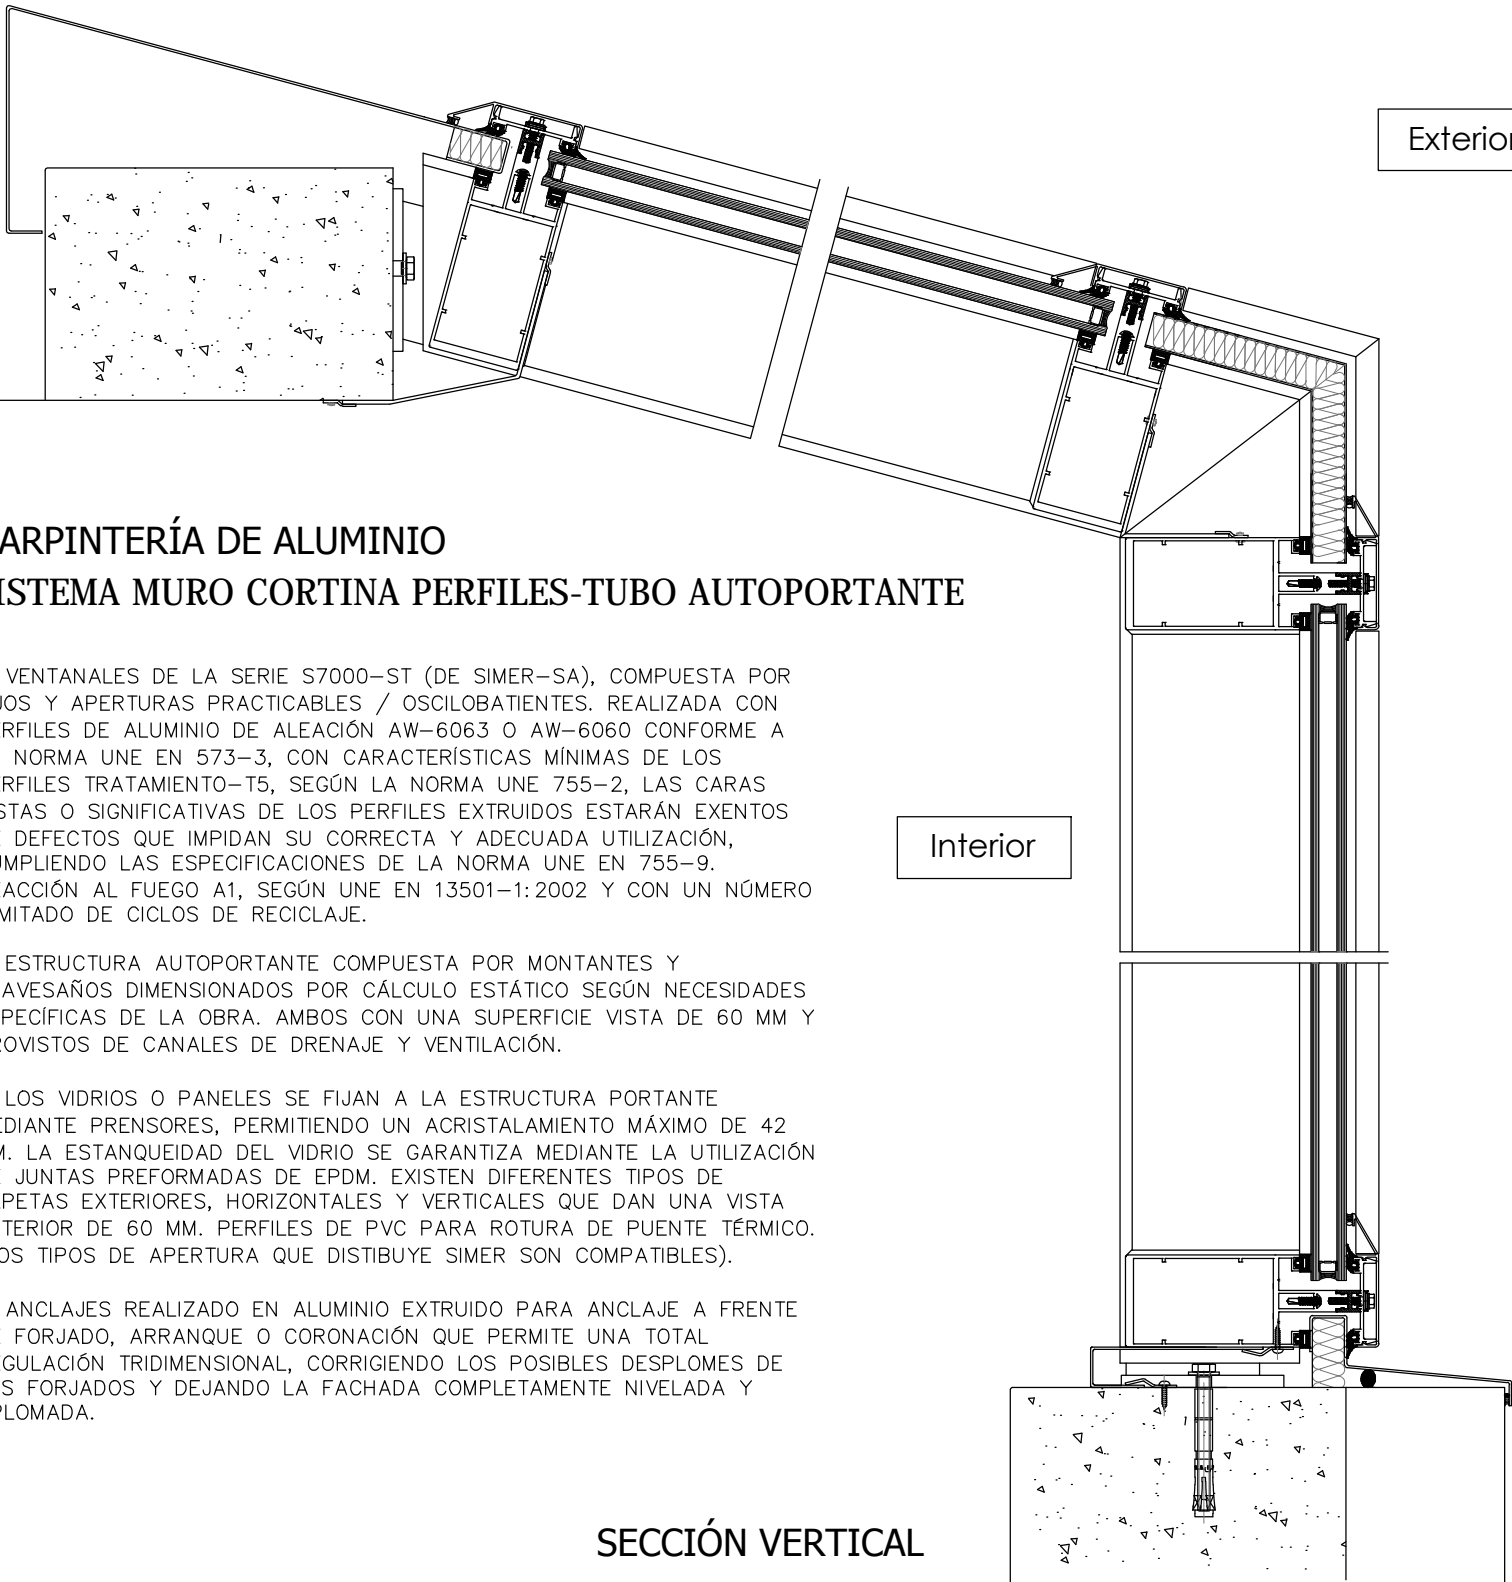 Exterior
ARPINTERÍA DE ALUMINIO
ISTEMA MURO CORTINA PERFILES-TUBO AUTOPORTANTE
VENTANALES DE LA SERIE S7000-ST (DE SIMER-SA), COMPUESTA POR
JOS Y APERTURAS PRACTICABLES / OSCILOBATIENTES. REALIZADA CON
ERFILES DE ALUMINIO DE ALEACIÓN AW-6063 O AW-6060 CONFORME A
NORMA UNE EN 573-3, CON CARACTERÍSTICAS MÍNIMAS DE LOS
ERFILES TRATAMIENTO-T5, SEGÚN LA NORMA UNE 755-2, LAS CARAS
STAS O SIGNIFICATIVAS DE LOS PERFILES EXTRUIDOS ESTARÁN EXENTOS
E DEFECTOS QUE IMPIDAN SU CORRECTA Y ADECUADA UTILIZACIÓN,
UMPLIENDO LAS ESPECIFICACIONES DE LA NORMA UNE EN 755-9.
EACCIÓN AL FUEGO A1, SEGÚN UNE EN 13501-1:2002 Y CON UN NÚMERO
MITADO DE CICLOS DE RECICLAJE.
Interior
ESTRUCTURA AUTOPORTANTE COMPUESTA POR MONTANTES Y
AVESAÑOS DIMENSIONADOS POR CÁLCULO ESTÁTICO SEGÚN NECESIDADES
PECÍFICAS DE LA OBRA. AMBOS CON UNA SUPERFICIE VISTA DE 60 MM Y
ROVISTOS DE CANALES DE DRENAJE Y VENTILACIÓN.
LOS VIDRIOS O PANELES SE FIJAN A LA ESTRUCTURA PORTANTE
EDIANTE PRENSORES, PERMITIENDO UN ACRISTALAMIENTO MÁXIMO DE 42
M. LA ESTANQUEIDAD DEL VIDRIO SE GARANTIZA MEDIANTE LA UTILIZACIÓN
E JUNTAS PREFORMADAS DE EPDM. EXISTEN DIFERENTES TIPOS DE
APETAS EXTERIORES, HORIZONTALES Y VERTICALES QUE DAN UNA VISTA
TERIOR DE 60 MM. PERFILES DE PVC PARA ROTURA DE PUENTE TÉRMICO.
OS TIPOS DE APERTURA QUE DISTIBUYE SIMER SON COMPATIBLES).
ANCLAJES REALIZADO EN ALUMINIO EXTRUIDO PARA ANCLAJE A FRENTE
E FORJADO, ARRANQUE O CORONACIÓN QUE PERMITE UNA TOTAL
EGULACIÓN TRIDIMENSIONAL, CORRIGIENDO LOS POSIBLES DESPLOMES DE
S FORJADOS Y DEJANDO LA FACHADA COMPLETAMENTE NIVELADA Y
PLOMADA.
SECCIÓN VERTICAL